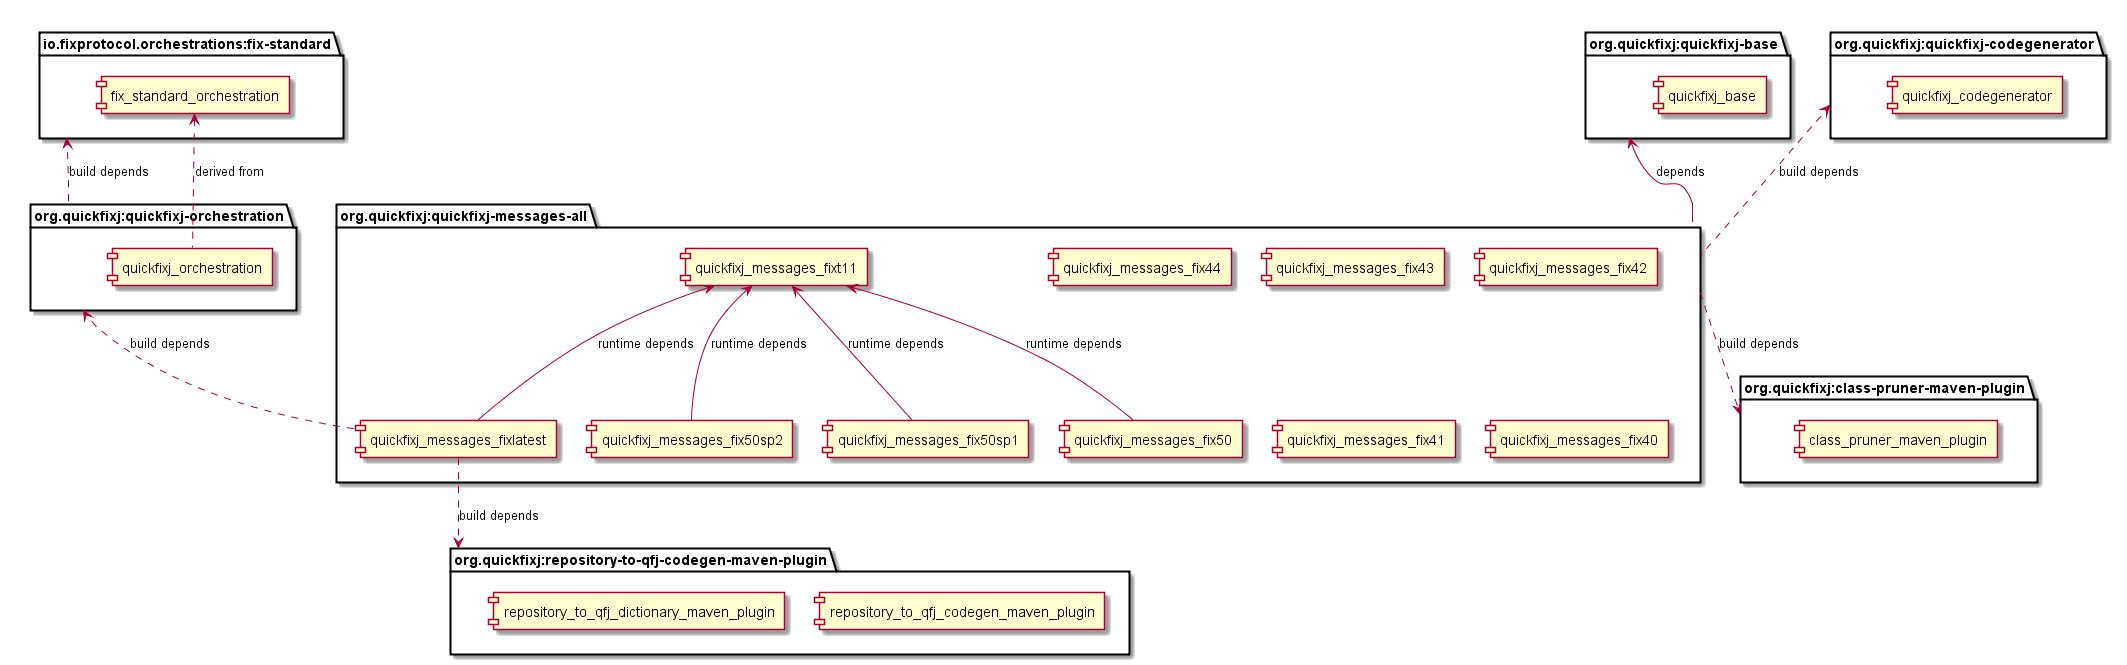 io.fixprotocol.orchestrations:fix-standard
org.quickfixj:quickfixj-base
org.quickfixj:quickfixj-codegenerator
fix_standard_orchestration
quickfixj_base
quickfixj_codegenerator
build depends
derived from
depends
build depends
org.quickfixj:quickfixj-orchestration
org.quickfixj:quickfixj-messages-all
quickfixj_orchestration
quickfixj_messages_fixt11
quickfixj_messages_fix44
quickfixj_messages_fix43
quickfixj_messages_fix42
build depends
runtime depends
runtime depends
runtime depends
runtime depends
build depends
org.quickfixj:class-pruner-maven-plugin
quickfixj_messages_fixlatest
quickfixj_messages_fix50sp2
quickfixj_messages_fix50sp1
quickfixj_messages_fix50
quickfixj_messages_fix41
quickfixj_messages_fix40
class_pruner_maven_plugin
build depends
org.quickfixj:repository-to-qfj-codegen-maven-plugin
repository_to_qfj_dictionary_maven_plugin
repository_to_qfj_codegen_maven_plugin